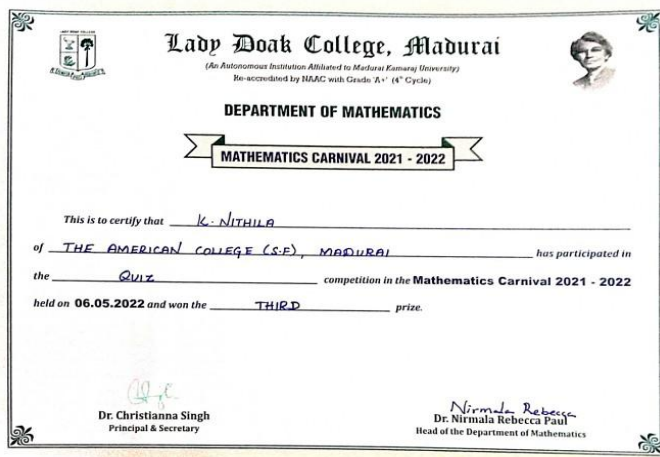 LADY DOAK COLLEGE
Lady Doak College, Madurai
(An Autonomous Institution Affiliated to Madurai Kamaraj University)
Re-accredited by NAAC with Grade 'A+' (4th Cycle)
DEPARTMENT OF MATHEMATICS
MATHEMATICS CARNIVAL 2021 - 2022
This is to certify that K. NITHILA
of THE AMERICAN COLLEGE (S.F), MADURAI has participated in
the QUIZ competition in the Mathematics Carnival 2021 - 2022
held on 06.05.2022 and won the THIRD prize.
Nirmala Rebecca
Dr. Christianna Singh
Principal & Secretary
Dr. Nirmala Rebecca Paul
Head of the Department of Mathematics